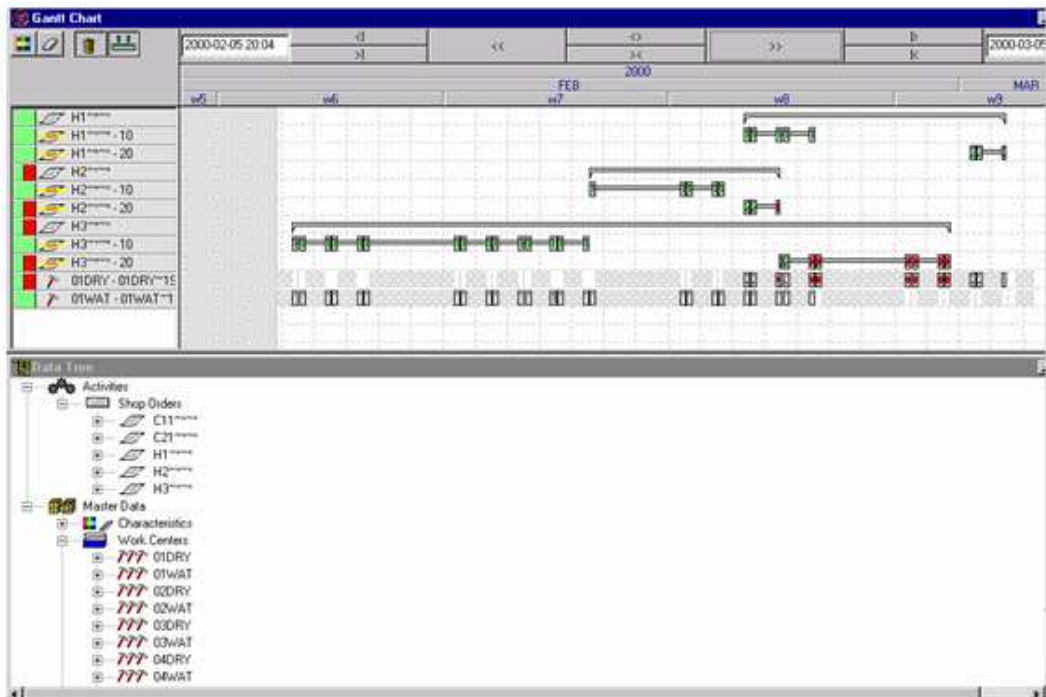 Gantt Chart
2000-02-05 20:04 << >> 2000-03-05
2000
FEB MAR
w5 w6 w7 w8 w9
H1~~~~
H1~~~~ - 10
H1~~~~ - 20
H2~~~~
H2~~~~ - 10
H2~~~~ - 20
H3~~~~
H3~~~~ - 10
H3~~~~ - 20
01DRY - 01DRY~19
01WAT - 01WAT~1
Data Tree
Activities
Shop Orders
C11~~~~
C21~~~~
H1~~~~
H2~~~~
H3~~~~
Master Data
Characteristics
Work Centers
01DRY
01WAT
02DRY
02WAT
03DRY
03WAT
04DRY
04WAT